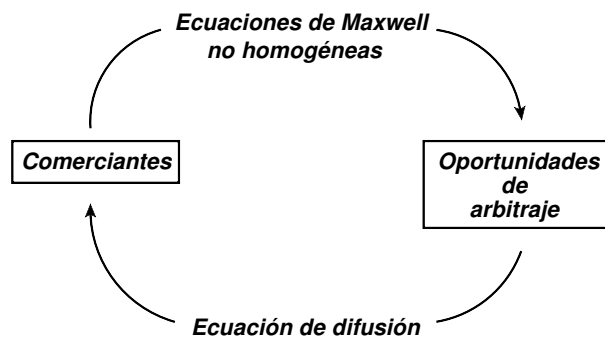 Ecuaciones de Maxwell
no homogéneas
Comerciantes
Oportunidades
de
arbitraje
Ecuación de difusión